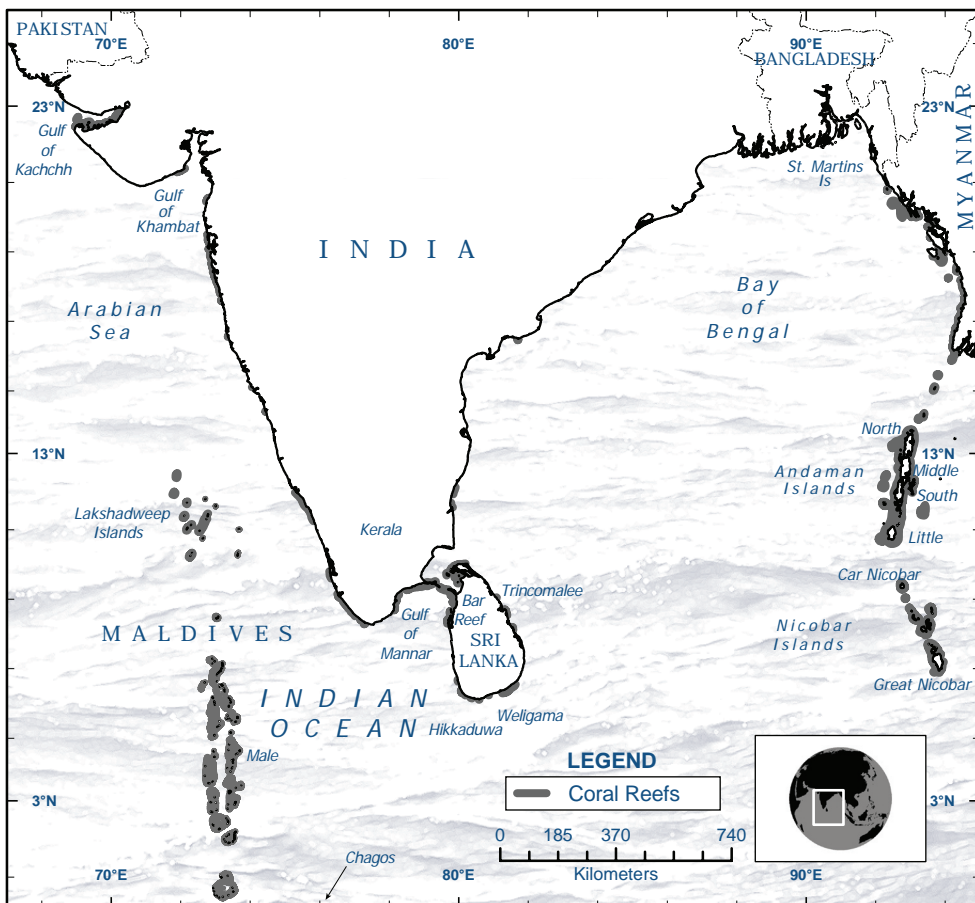 PAKISTAN
70°E
80°E
90°E
BANGLADESH
23°N
23°N
Gulf
of
Kachchh
MYANMAR
St. Martins
Is
Gulf
of
Khambat
INDIA
Arabian
Sea
Bay
of
Bengal
North
13°N
13°N
Andaman
Islands
Middle
South
Lakshadweep
Islands
Kerala
Little
Car Nicobar
Trincomalee
Bar
Reef
Gulf
of
Mannar
SRI
LANKA
MALDIVES
Nicobar
Islands
Great Nicobar
INDIAN
OCEAN
Weligama
Hikkaduwa
Male
LEGEND
Coral Reefs
3°N
3°N
0 185 370 740
Kilometers
Chagos
70°E
80°E
90°E